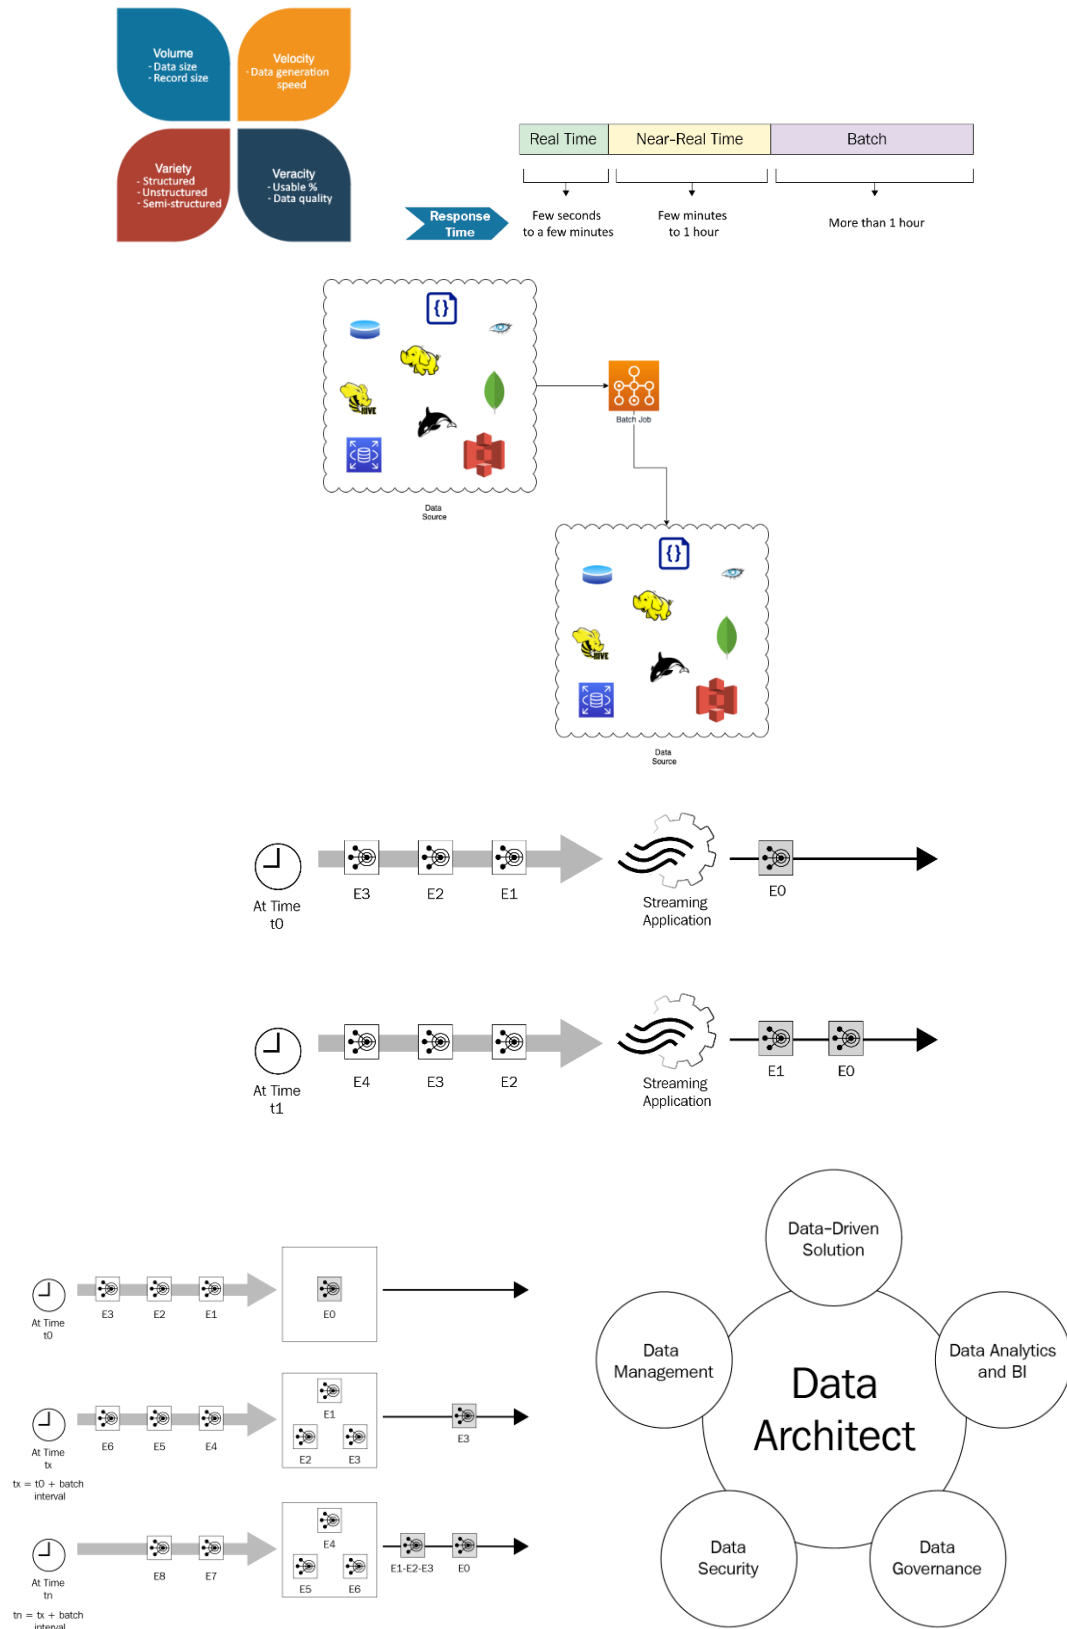 Volume
- Data size
- Record size
Velocity
- Data generation
speed
Variety
- Structured
- Unstructured
- Semi-structured
Veracity
- Usable %
- Data quality
Real Time
Near-Real Time
Batch
Response
Time
Few seconds
to a few minutes
Few minutes
to 1 hour
More than 1 hour
{}
HIVE
Batch Job
Data
Source
{}
HIVE
Data
Source
At Time
t0
E3
E2
E1
Streaming
Application
E0
At Time
t1
E4
E3
E2
Streaming
Application
E1
E0
At Time
t0
E3
E2
E1
E0
At Time
tx
tx = t0 + batch
interval
E6
E5
E4
E1
E2
E3
E3
At Time
tn
tn = tx + batch
interval
E8
E7
E4
E5
E6
E1-E2-E3
E0
Data-Driven
Solution
Data
Management
Data Analytics
and BI
Data
Architect
Data
Security
Data
Governance